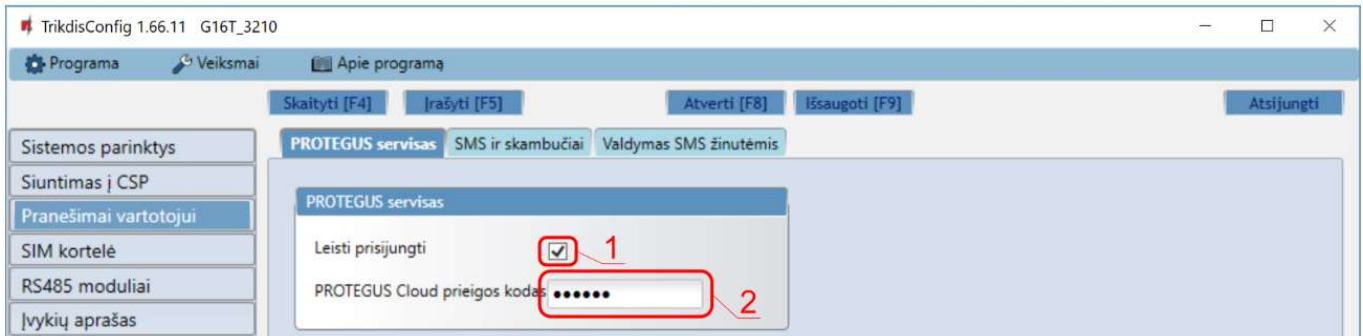 TrikdisConfig 1.66.11 G16T_3210
Programa Veiksmai Apie programą
Skaityti [F4] Įrašyti [F5] Atverti [F8] Išsaugoti [F9] Atsijungti
Sistemos parinktys
Siuntimas į CSP
Pranešimai vartotojui
SIM kortelė
RS485 moduliai
Įvykių aprašas
PROTEGUS servisas SMS ir skambučiai Valdymas SMS žinutėmis
PROTEGUS servisas
Leisti prisijungti 1
PROTEGUS Cloud prieigos kodas •••••• 2